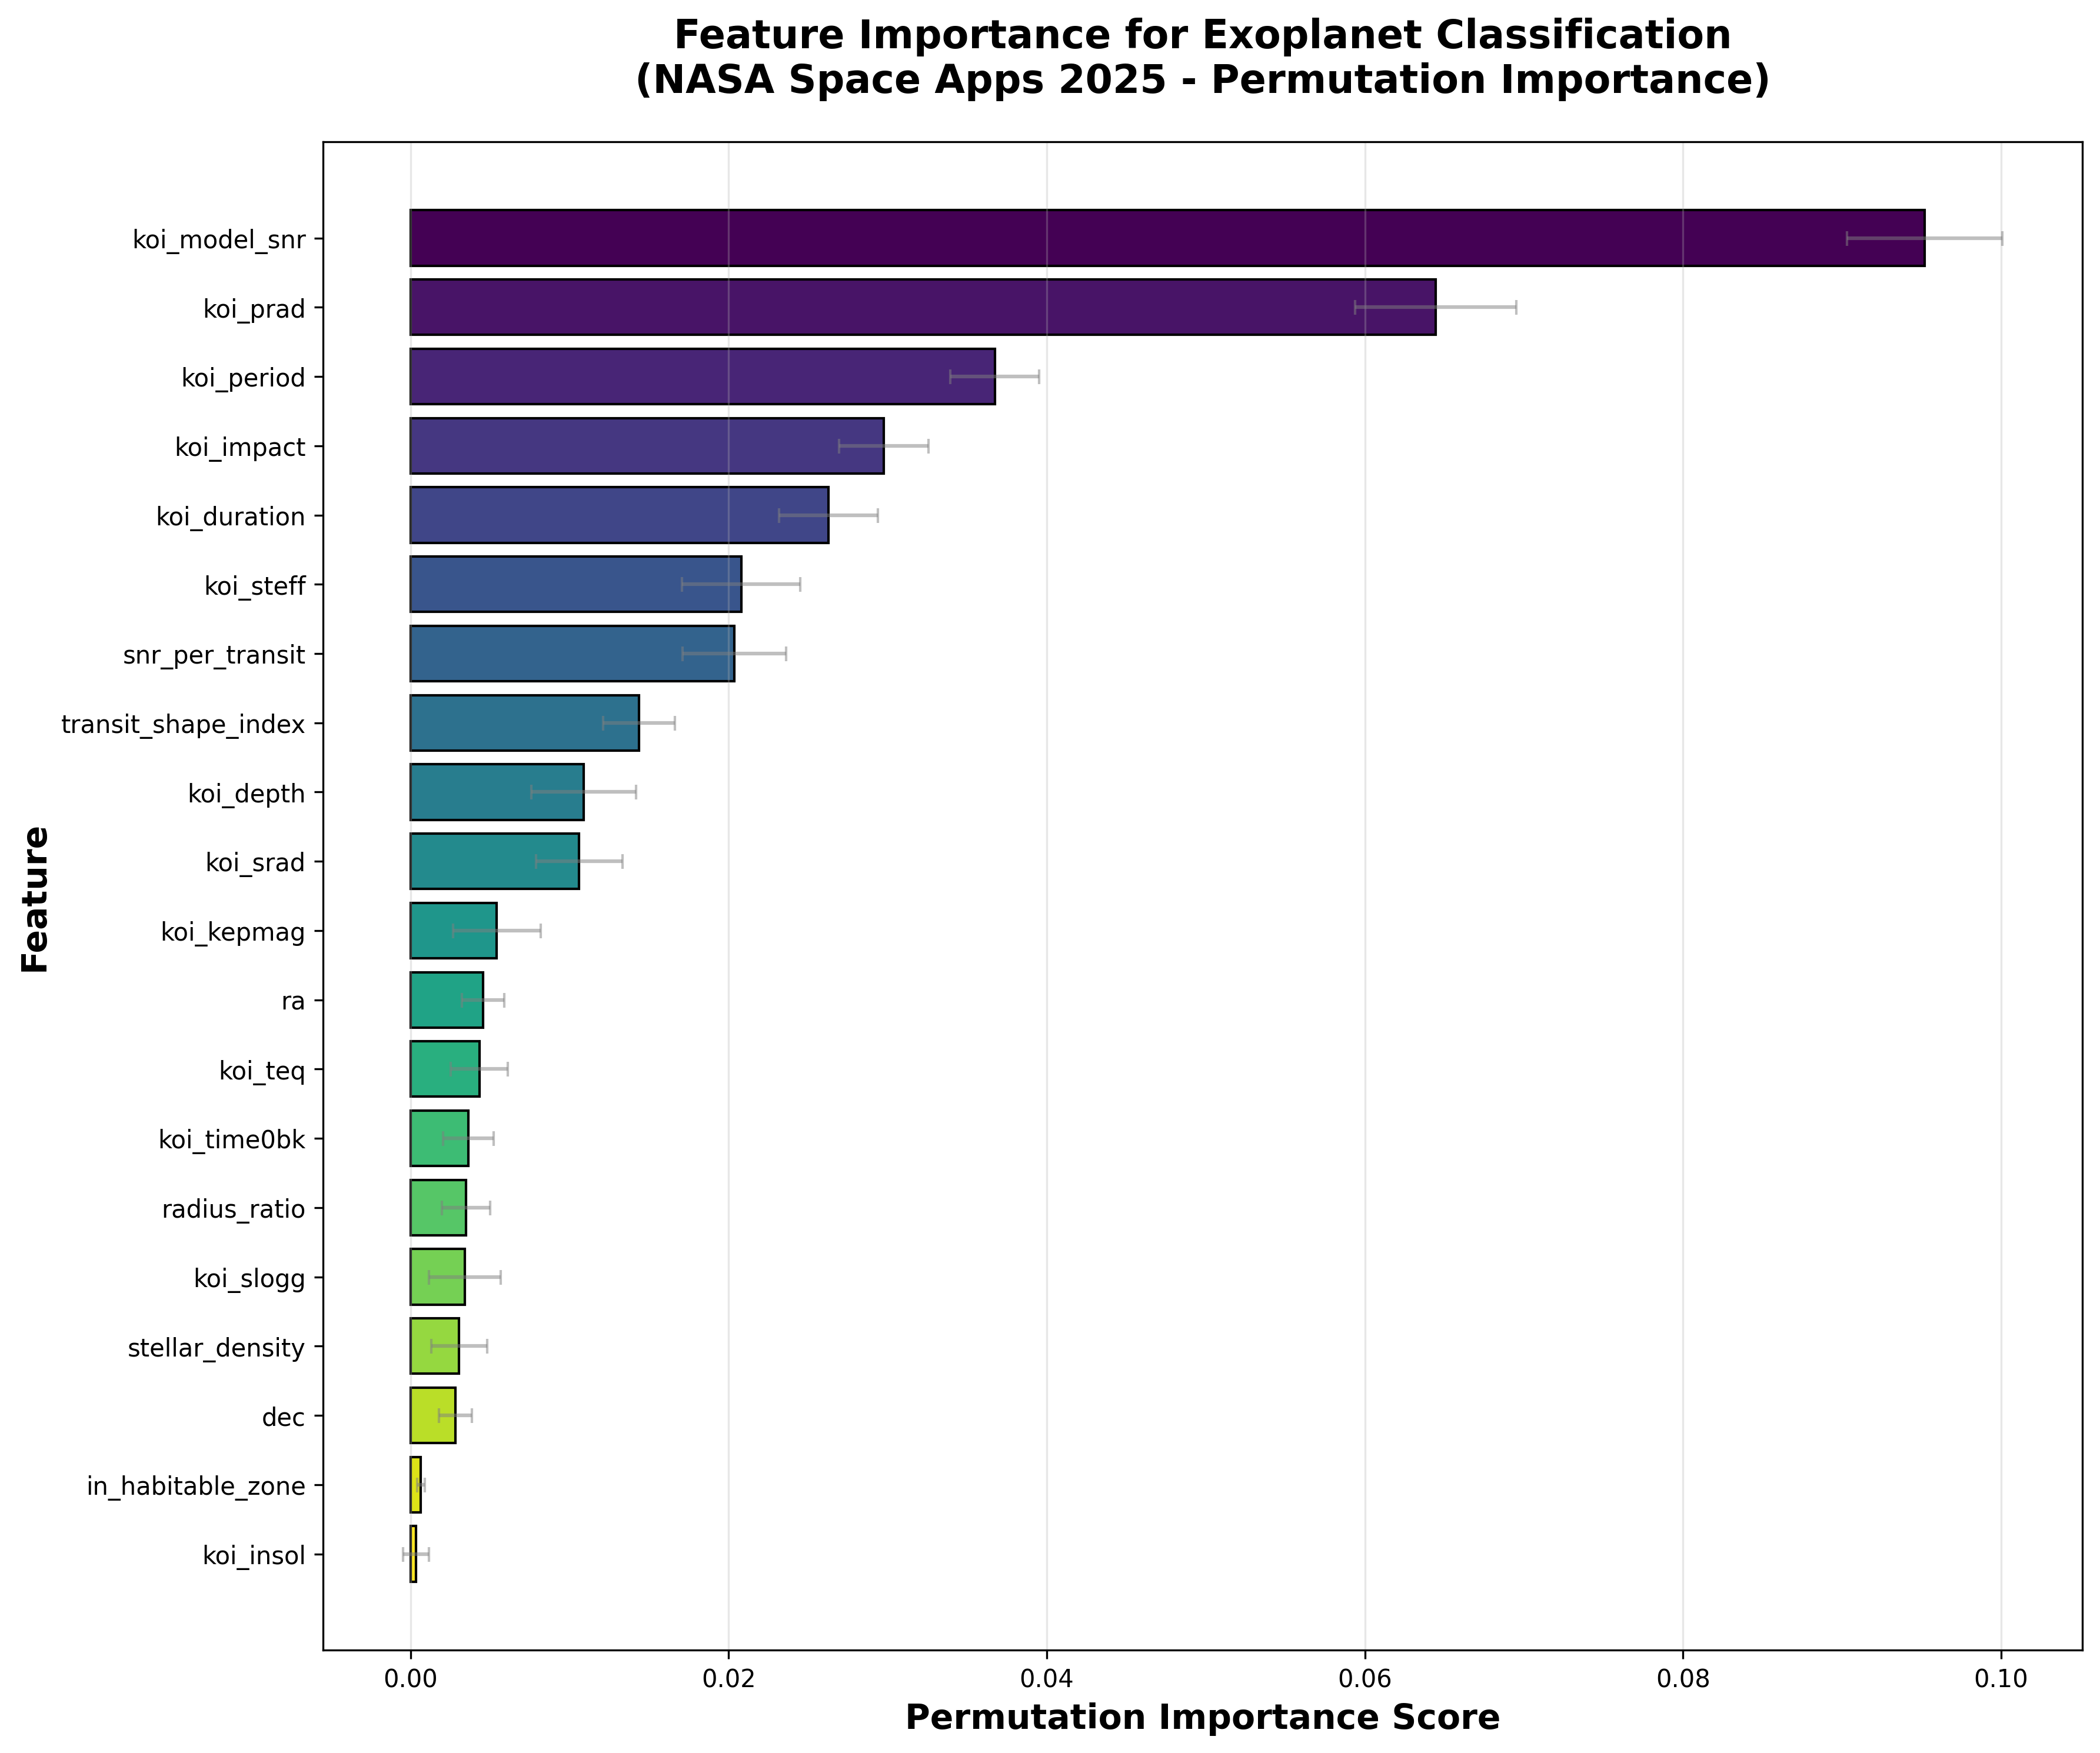 Feature Importance for Exoplanet Classification
(NASA Space Apps 2025 - Permutation Importance)
Feature
koi_model_snr
koi_prad
koi_period
koi_impact
koi_duration
koi_steff
snr_per_transit
transit_shape_index
koi_depth
koi_srad
koi_kepmag
ra
koi_teq
koi_time0bk
radius_ratio
koi_slogg
stellar_density
dec
in_habitable_zone
koi_insol
0.00 0.02 0.04 0.06 0.08 0.10
Permutation Importance Score